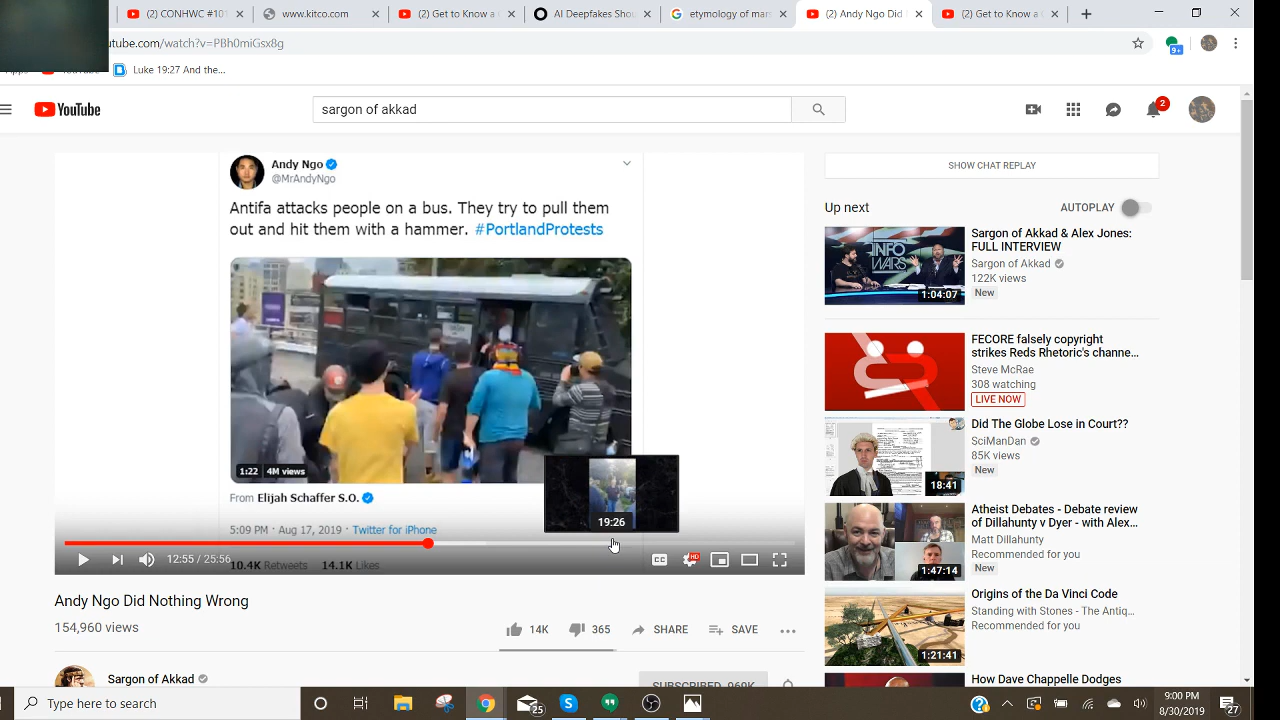 (2) CONHWC #10
www.kitco.com
(2) Get to Know a C
AI Deepfakes Shou
etymology of mars
(2) Andy Ngo Did N
(2) Get to Know a C
utube.com/watch?v=PBh0miGsx8g
9+
Apps
YouTube
Luke 19:27 And the...
YouTube
sargon of akkad
2
SHOW CHAT REPLAY
Andy Ngo
@MrAndyNgo
Antifa attacks people on a bus. They try to pull them
out and hit them with a hammer. #PortlandProtests
1:22 4M views
From Elijah Schaffer S.O.
5:09 PM · Aug 17, 2019 · Twitter for iPhone
10.4K Retweets 14.1K Likes
19:26
12:55 / 25:56
CC
HD
Up next
AUTOPLAY
INFO
WARS
1:04:07
Sargon of Akkad & Alex Jones:
FULL INTERVIEW
Sargon of Akkad
122K views
New
FECORE falsely copyright
strikes Reds Rhetoric's channe...
Steve McRae
308 watching
LIVE NOW
18:41
Did The Globe Lose in Court??
SciManDan
85K views
New
1:47:14
Atheist Debates - Debate review
of Dillahunty v Dyer - with Alex...
Matt Dillahunty
Recommended for you
New
1:21:41
Origins of the Da Vinci Code
Standing with Stones - The Antiq...
Recommended for you
How Dave Chappelle Dodges
Andy Ngo Did Nothing Wrong
154,960 views
14K
365
SHARE
SAVE
Sargon of Akkad
SUBSCRIBED 969K
Type here to search
25
9:00 PM
8/30/2019
27